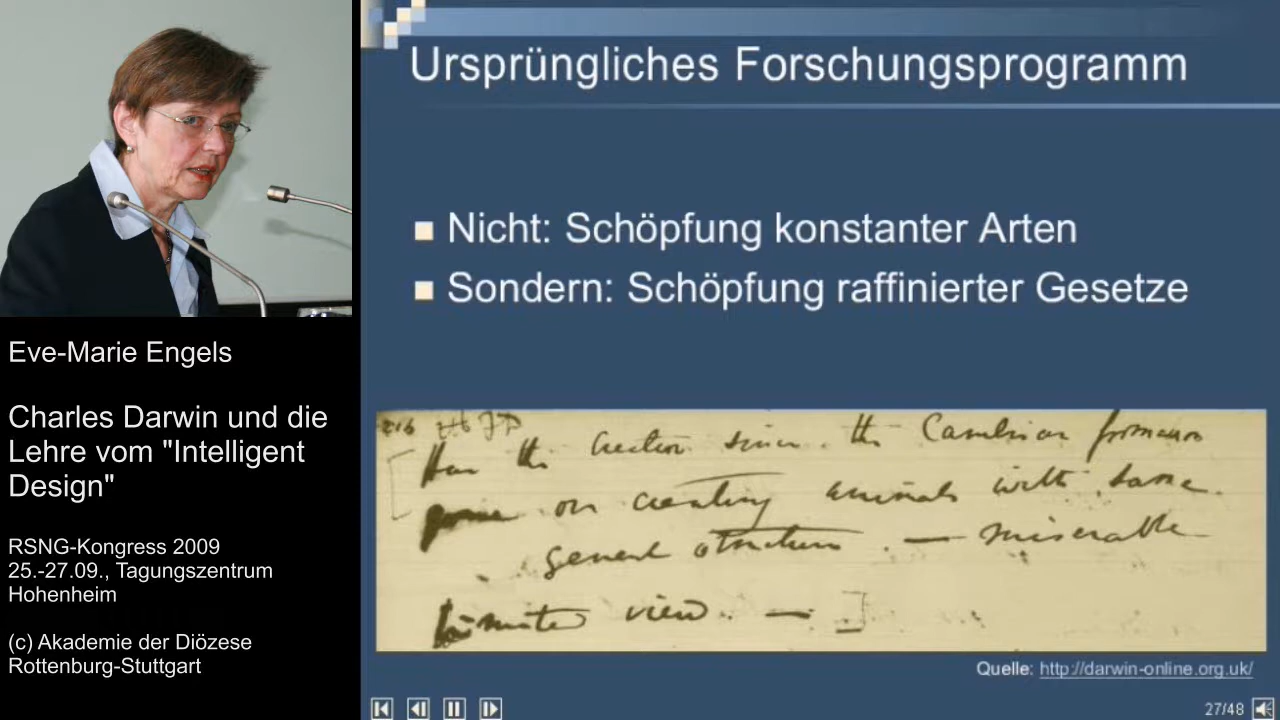 Ursprüngliches Forschungsprogramm
Nicht: Schöpfung konstanter Arten
Sondern: Schöpfung raffinierter Gesetze
216
Has the Creation since the Cambrian formation
gone on creating animals with same
general structure. — miserable
limited view. —
Quelle: http://darwin-online.org.uk/
27/48
Eve-Marie Engels
Charles Darwin und die
Lehre vom "Intelligent
Design"
RSNG-Kongress 2009
25.-27.09., Tagungszentrum
Hohenheim
(c) Akademie der Diözese
Rottenburg-Stuttgart